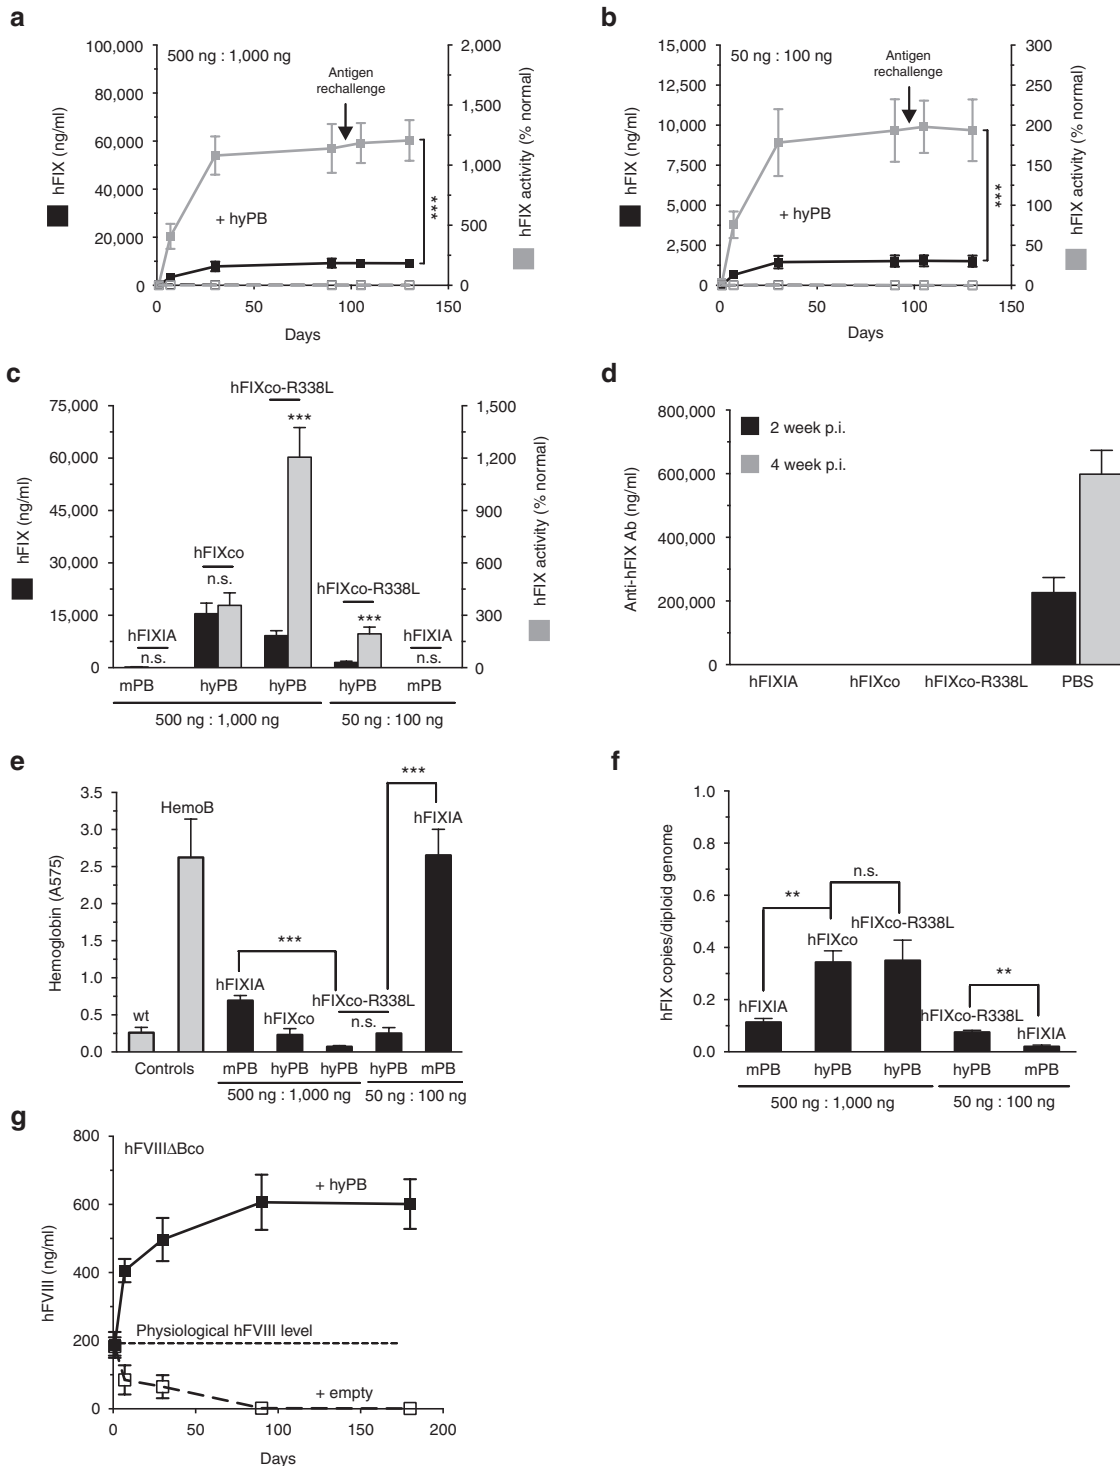 a
500 ng : 1,000 ng
100,000
80,000
60,000
40,000
20,000
0
hFIX (ng/ml)
Antigen
rechallenge
+ hyPB
***
2,000
1,500
1,000
500
0
hFIX activity (% normal)
0 50 100 150
Days
b
50 ng : 100 ng
15,000
12,500
10,000
7,500
5,000
2,500
0
hFIX (ng/ml)
Antigen
rechallenge
+ hyPB
***
300
250
200
150
100
50
0
hFIX activity (% normal)
0 50 100 150
Days
c
75,000
60,000
45,000
30,000
15,000
0
hFIX (ng/ml)
hFIXco-R338L
***
hFIXco
n.s.
hFIXco-R338L
***
hFIXIA
n.s.
hFIXIA
n.s.
1,500
1,200
900
600
300
0
hFIX activity (% normal)
mPB hyPB hyPB hyPB mPB
500 ng : 1,000 ng 50 ng : 100 ng
d
800,000
600,000
400,000
200,000
0
Anti-hFIX Ab (ng/ml)
2 week p.i.
4 week p.i.
hFIXIA hFIXco hFIXco-R338L PBS
e
3.5
3.0
2.5
2.0
1.5
1.0
0.5
0.0
Hemoglobin (A575)
HemoB
wt
***
***
hFIXIA
hFIXIA
hFIXco
hFIXco-R338L
n.s.
Controls
mPB hyPB hyPB hyPB mPB
500 ng : 1,000 ng 50 ng : 100 ng
f
1.0
0.8
0.6
0.4
0.2
0.0
hFIX copies/diploid genome
n.s.
**
hFIXco-R338L
hFIXco
**
hFIXIA
hFIXco-R338L
hFIXIA
mPB hyPB hyPB hyPB mPB
500 ng : 1,000 ng 50 ng : 100 ng
g
hFVIIIΔBco
800
600
400
200
0
hFVIII (ng/ml)
+ hyPB
Physiological hFVIII level
+ empty
0 50 100 150 200
Days